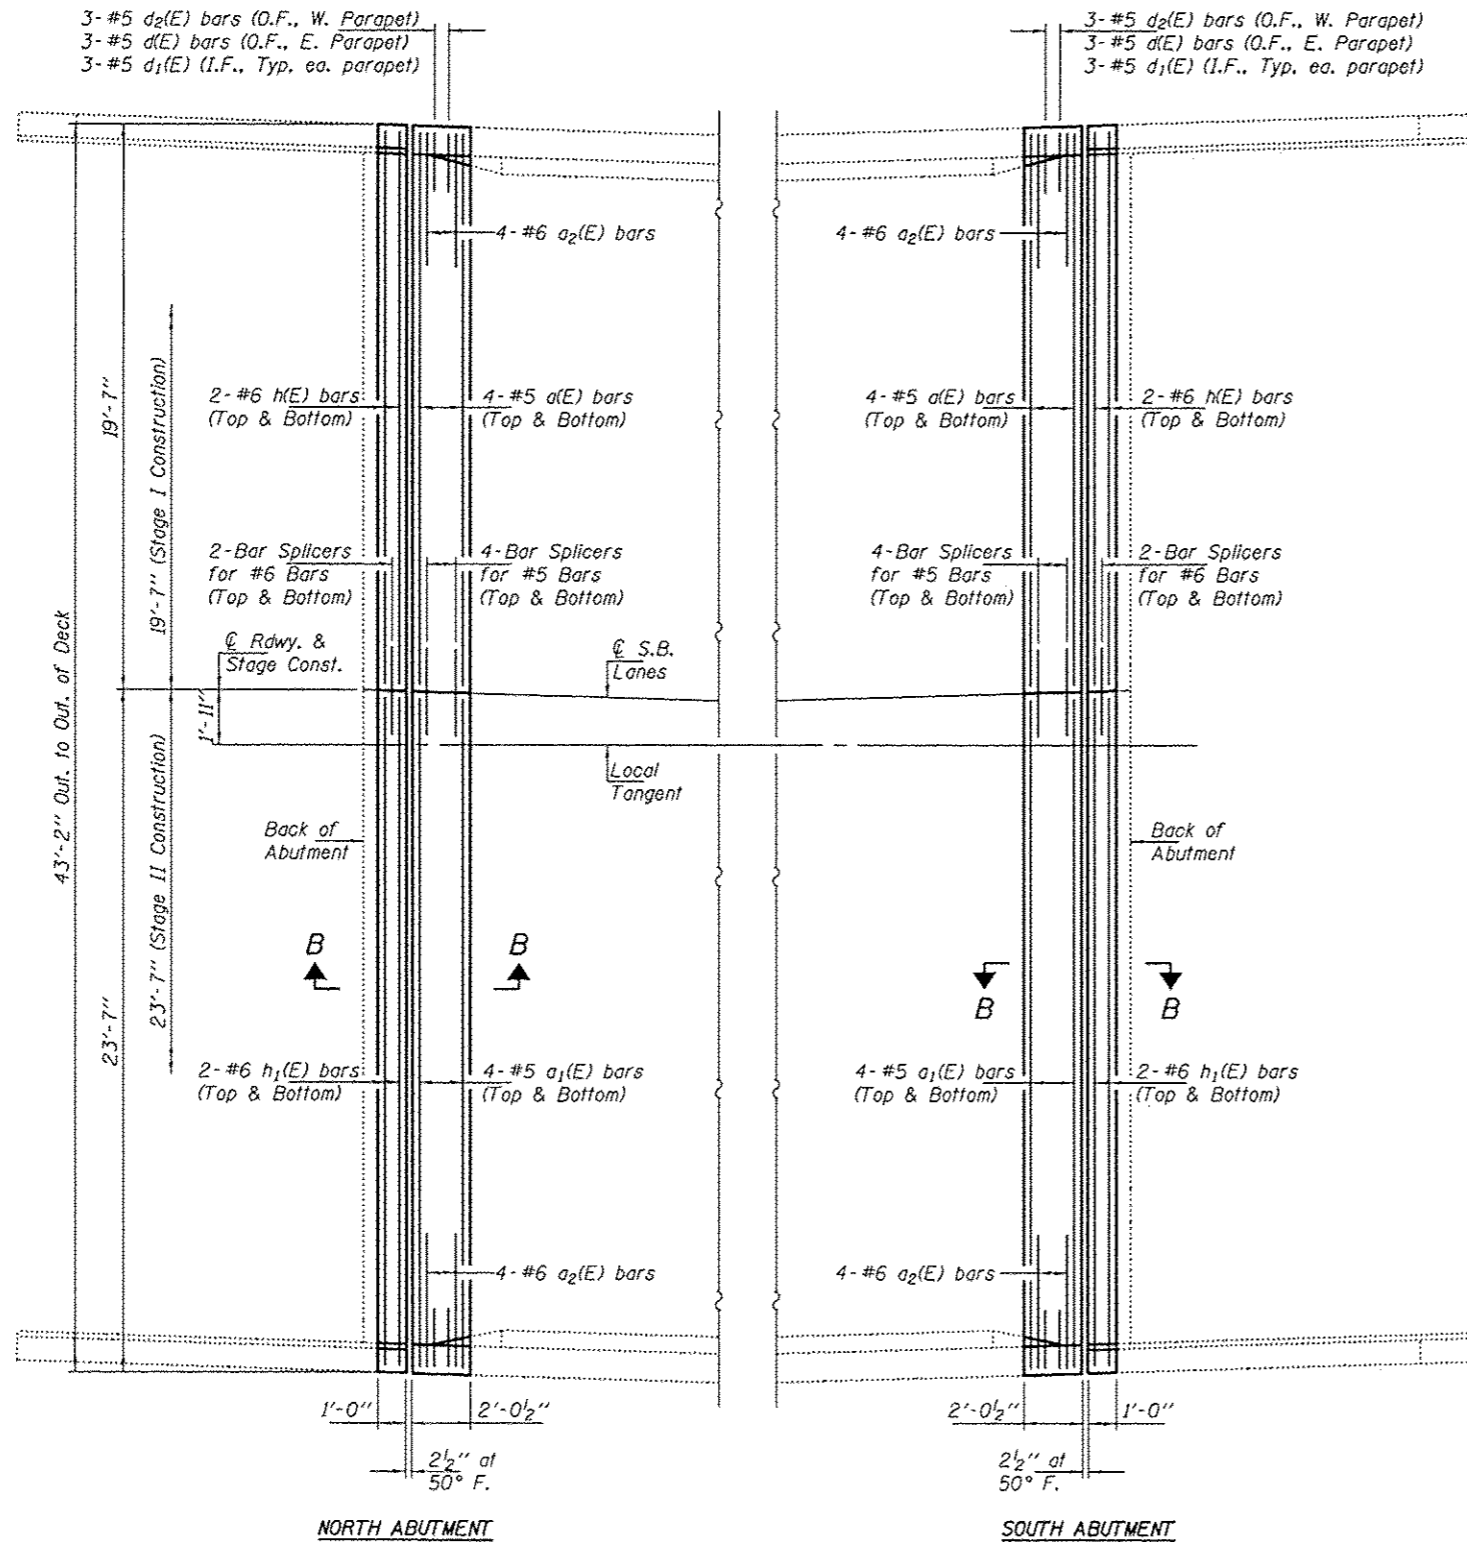 3-#5 d2(E) bars (O.F., W. Parapet)
3-#5 d(E) bars (O.F., E. Parapet)
3-#5 d1(E) (I.F., Typ. ea. parapet)
3-#5 d2(E) bars (O.F., W. Parapet)
3-#5 d(E) bars (O.F., E. Parapet)
3-#5 d1(E) (I.F., Typ. ea. parapet)
4-#6 a2(E) bars
4-#6 a2(E) bars
19'-7"
19'-7" (Stage I Construction)
2-#6 h(E) bars
(Top & Bottom)
4-#5 a(E) bars
(Top & Bottom)
4-#5 a(E) bars
(Top & Bottom)
2-#6 h(E) bars
(Top & Bottom)
2-Bar Splicers
for #6 Bars
(Top & Bottom)
4-Bar Splicers
for #5 Bars
(Top & Bottom)
4-Bar Splicers
for #5 Bars
(Top & Bottom)
2-Bar Splicers
for #6 Bars
(Top & Bottom)
43'-2" Out. to Out. of Deck
℄ Rdwy. &
Stage Const.
℄ S.B.
Lanes
1'-11"
Local
Tangent
23'-7" (Stage II Construction)
23'-7"
Back of
Abutment
Back of
Abutment
B B
B B
2-#6 h1(E) bars
(Top & Bottom)
4-#5 a1(E) bars
(Top & Bottom)
4-#5 a1(E) bars
(Top & Bottom)
2-#6 h1(E) bars
(Top & Bottom)
4-#6 a2(E) bars
4-#6 a2(E) bars
1'-0" 2'-0½"
2'-0½" 1'-0"
2½" at
50° F.
2½" at
50° F.
NORTH ABUTMENT
SOUTH ABUTMENT